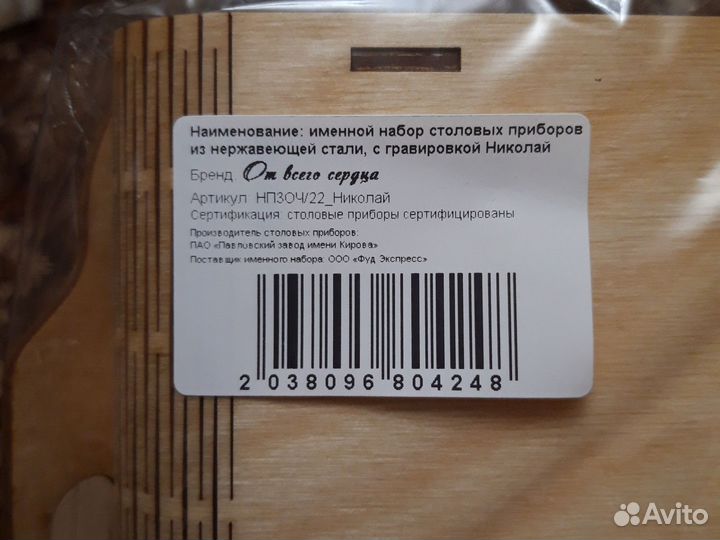 Наименование: именной набор столовых приборов
из нержавеющей стали, с гравировкой Николай
Бренд: От всего сердца
Артикул: НПЗОЧ/22_Николай
Сертификация: столовые приборы сертифицированы
Производитель столовых приборов:
ПАО «Павловский завод имени Кирова»
Поставщик именного набора: ООО «Фуд Экспресс»
2 038096 804248
Avito